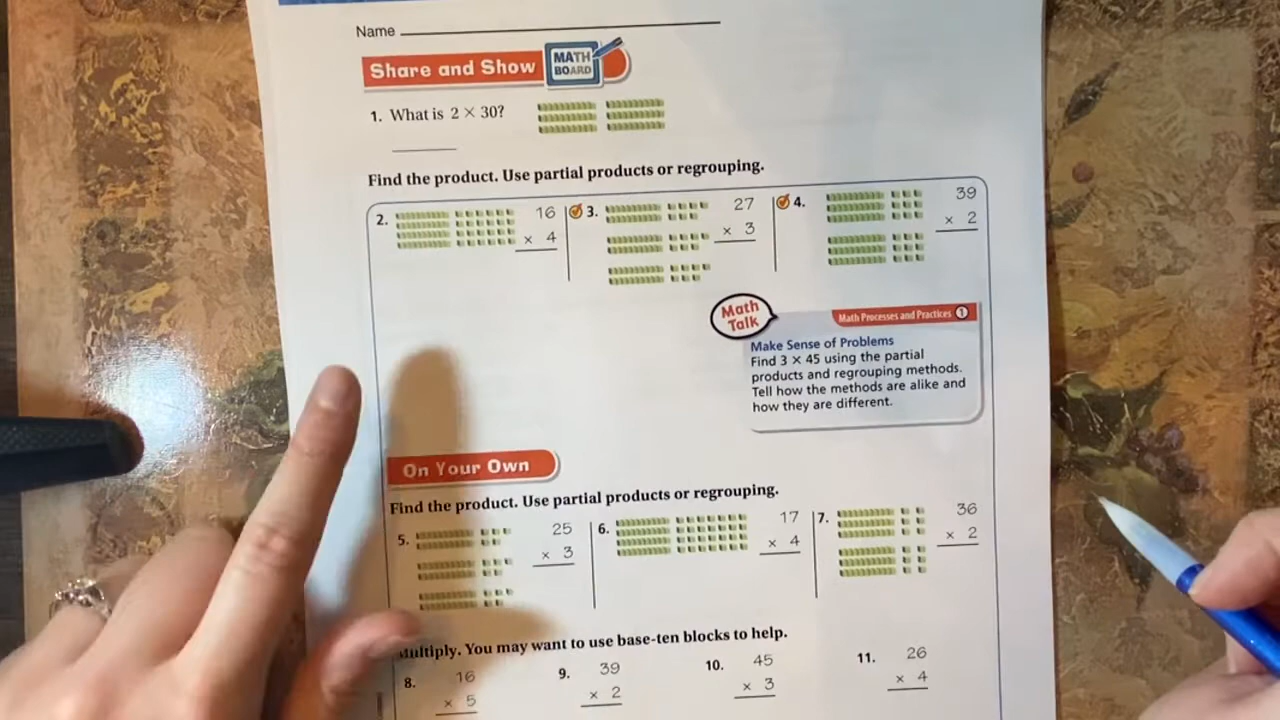 Name
Share and Show MATH BOARD
1. What is 2 × 30?
Find the product. Use partial products or regrouping.
2. 16 × 4
3. 27 × 3
4. 39 × 2
Math Talk
Math Processes and Practices 1
Make Sense of Problems
Find 3 × 45 using the partial
products and regrouping methods.
Tell how the methods are alike and
how they are different.
On Your Own
Find the product. Use partial products or regrouping.
5. 25 × 3
6. 17 × 4
7. 36 × 2
Multiply. You may want to use base-ten blocks to help.
8. 16 × 5
9. 39 × 2
10. 45 × 3
11. 26 × 4